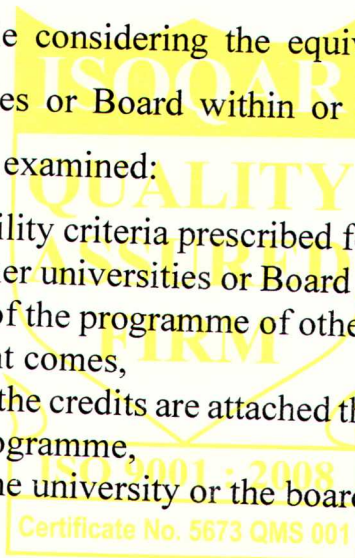 e considering the equiv
es or Board within or
examined:
ility criteria prescribed f
er universities or Board
of the programme of othe
nt comes,
the credits are attached th
ogramme,
ne university or the board
ISOQAR
QUALITY
ASSURED
FIRM
ISO 9001 : 2008
Certificate No. 5673 QMS 001